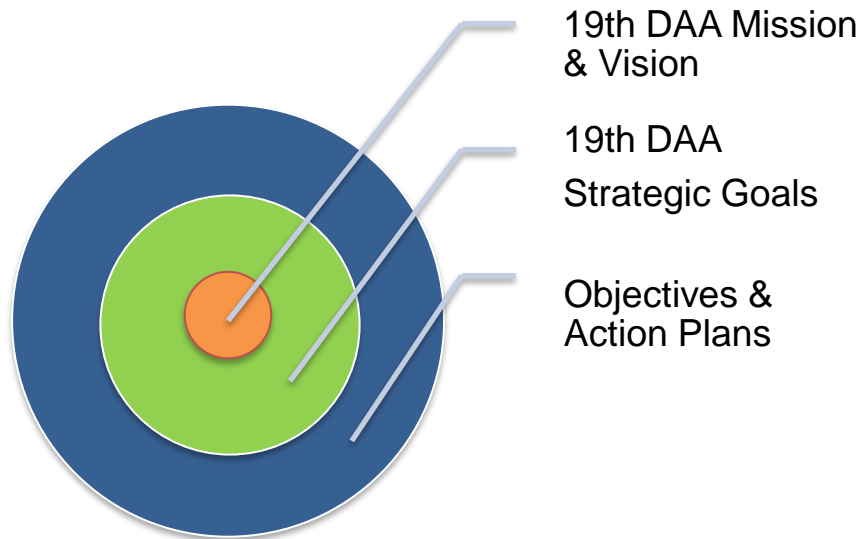 19th DAA Mission
& Vision
19th DAA
Strategic Goals
Objectives &
Action Plans